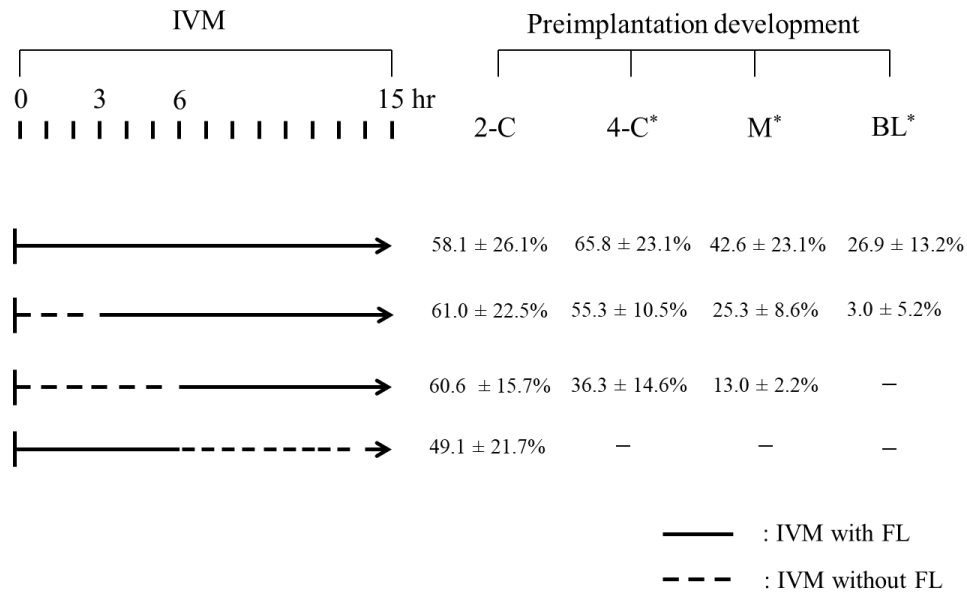 IVM Preimplantation development
0 3 6 15 hr
2-C 4-C* M* BL*
58.1 ± 26.1% 65.8 ± 23.1% 42.6 ± 23.1% 26.9 ± 13.2%
61.0 ± 22.5% 55.3 ± 10.5% 25.3 ± 8.6% 3.0 ± 5.2%
60.6 ± 15.7% 36.3 ± 14.6% 13.0 ± 2.2% –
49.1 ± 21.7% – – –
: IVM with FL
: IVM without FL